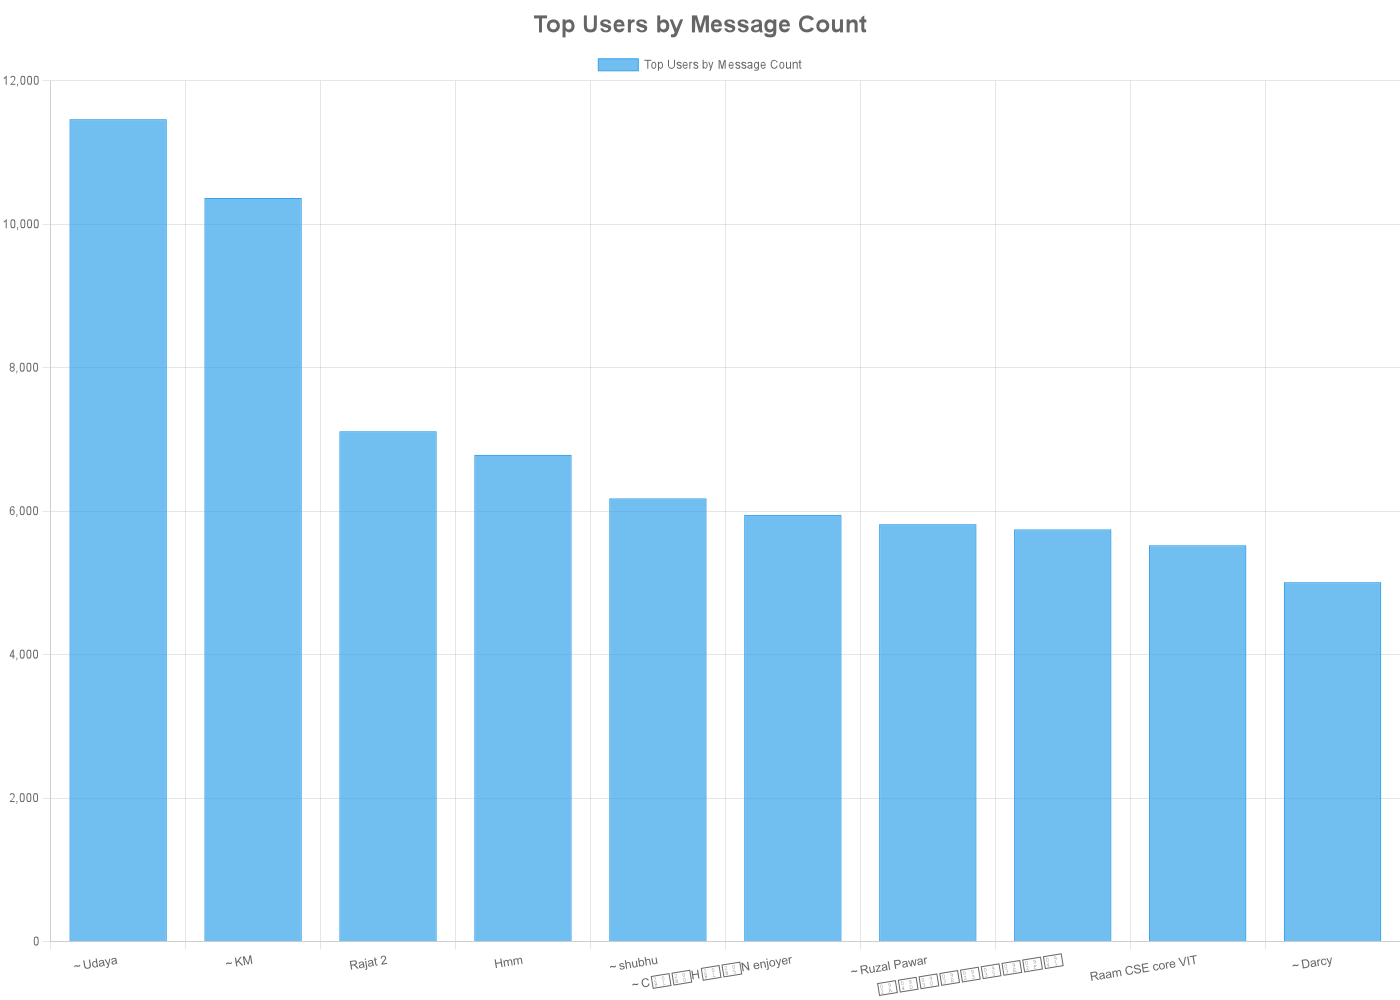 Top Users by Message Count
Top Users by Message Count
12,000
10,000
8,000
6,000
4,000
2,000
0
~ Udaya
~ KM
Rajat 2
Hmm
~ shubhu
~ C H N enjoyer
~ Ruzal Pawar
Raam CSE core VIT
~ Darcy